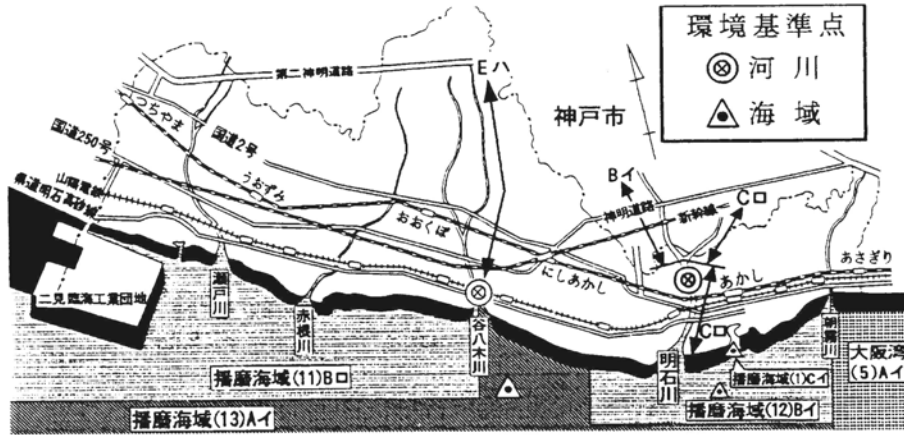 環境基準点
河川
海域
第二神明道路
Eハ
神戸市
つちやま
国道2号
国道250号
山陽電鉄
県道明石高砂線
うおずみ
おおくぼ
Bイ
神明道路
新幹線
Cロ
にしあかし
あかし
あさぎり
二見臨海工業団地
瀬戸川
赤根川
谷八木川
明石川
Cロ
朝霧川
大阪湾
(5)Aイ
播磨海域(1)Cイ
播磨海域(11)Bロ
播磨海域(12)Bイ
播磨海域(13)Aイ